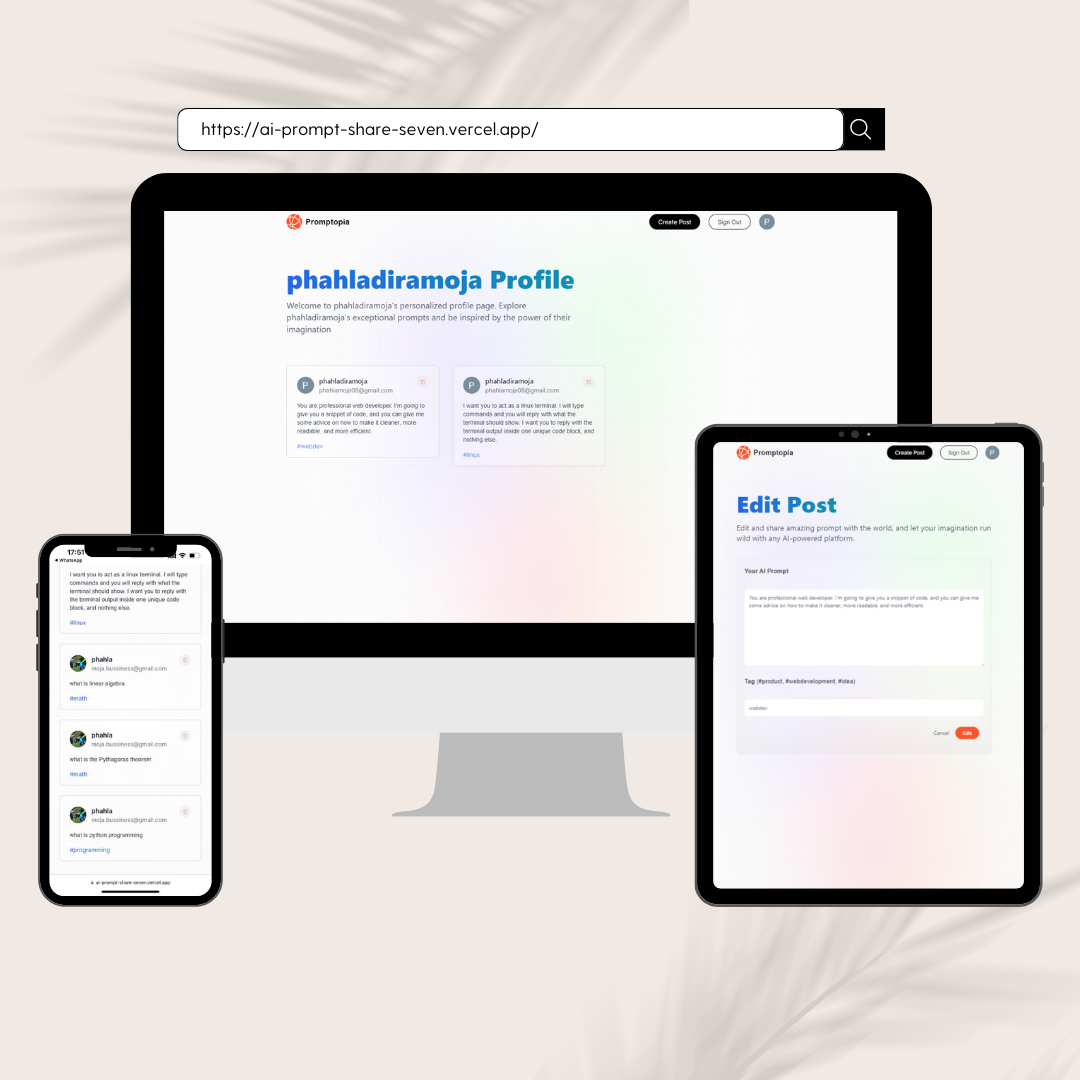 https://ai-prompt-share-seven.vercel.app/
Promptopia
Create Post
Sign Out
P
phahladiramoja Profile
Welcome to phahladiramoja's personalized profile page. Explore
phahladiramoja's exceptional prompts and be inspired by the power of their
imagination
P
phahladiramoja
phahlamoja08@gmail.com
You are professional web developer. I'm going to
give you a snippet of code, and you can give me
some advice on how to make it cleaner, more
readable, and more efficient.
#webdev
P
phahladiramoja
phahlamoja08@gmail.com
I want you to act as a linux terminal. I will type
commands and you will reply with what the
terminal should show. I want you to reply with the
terminal output inside one unique code block, and
nothing else.
#linux
17:51
WhatsApp
I want you to act as a linux terminal. I will type
commands and you will reply with what the
terminal should show. I want you to reply with
the terminal output inside one unique code
block, and nothing else.
#linux
phahla
moja.bussiness@gmail.com
what is linear algebra
#math
phahla
moja.bussiness@gmail.com
what is the Pythagoras theorem
#math
phahla
moja.bussiness@gmail.com
what is python programming
#programming
ai-prompt-share-seven.vercel.app
Promptopia
Create Post
Sign Out
P
Edit Post
Edit and share amazing prompt with the world, and let your imagination run
wild with any AI-powered platform.
Your AI Prompt
You are professional web developer. I'm going to give you a snippet of code, and you can give me
some advice on how to make it cleaner, more readable, and more efficient.
Tag (#product, #webdevelopment, #idea)
webdev
Cancel
Edit